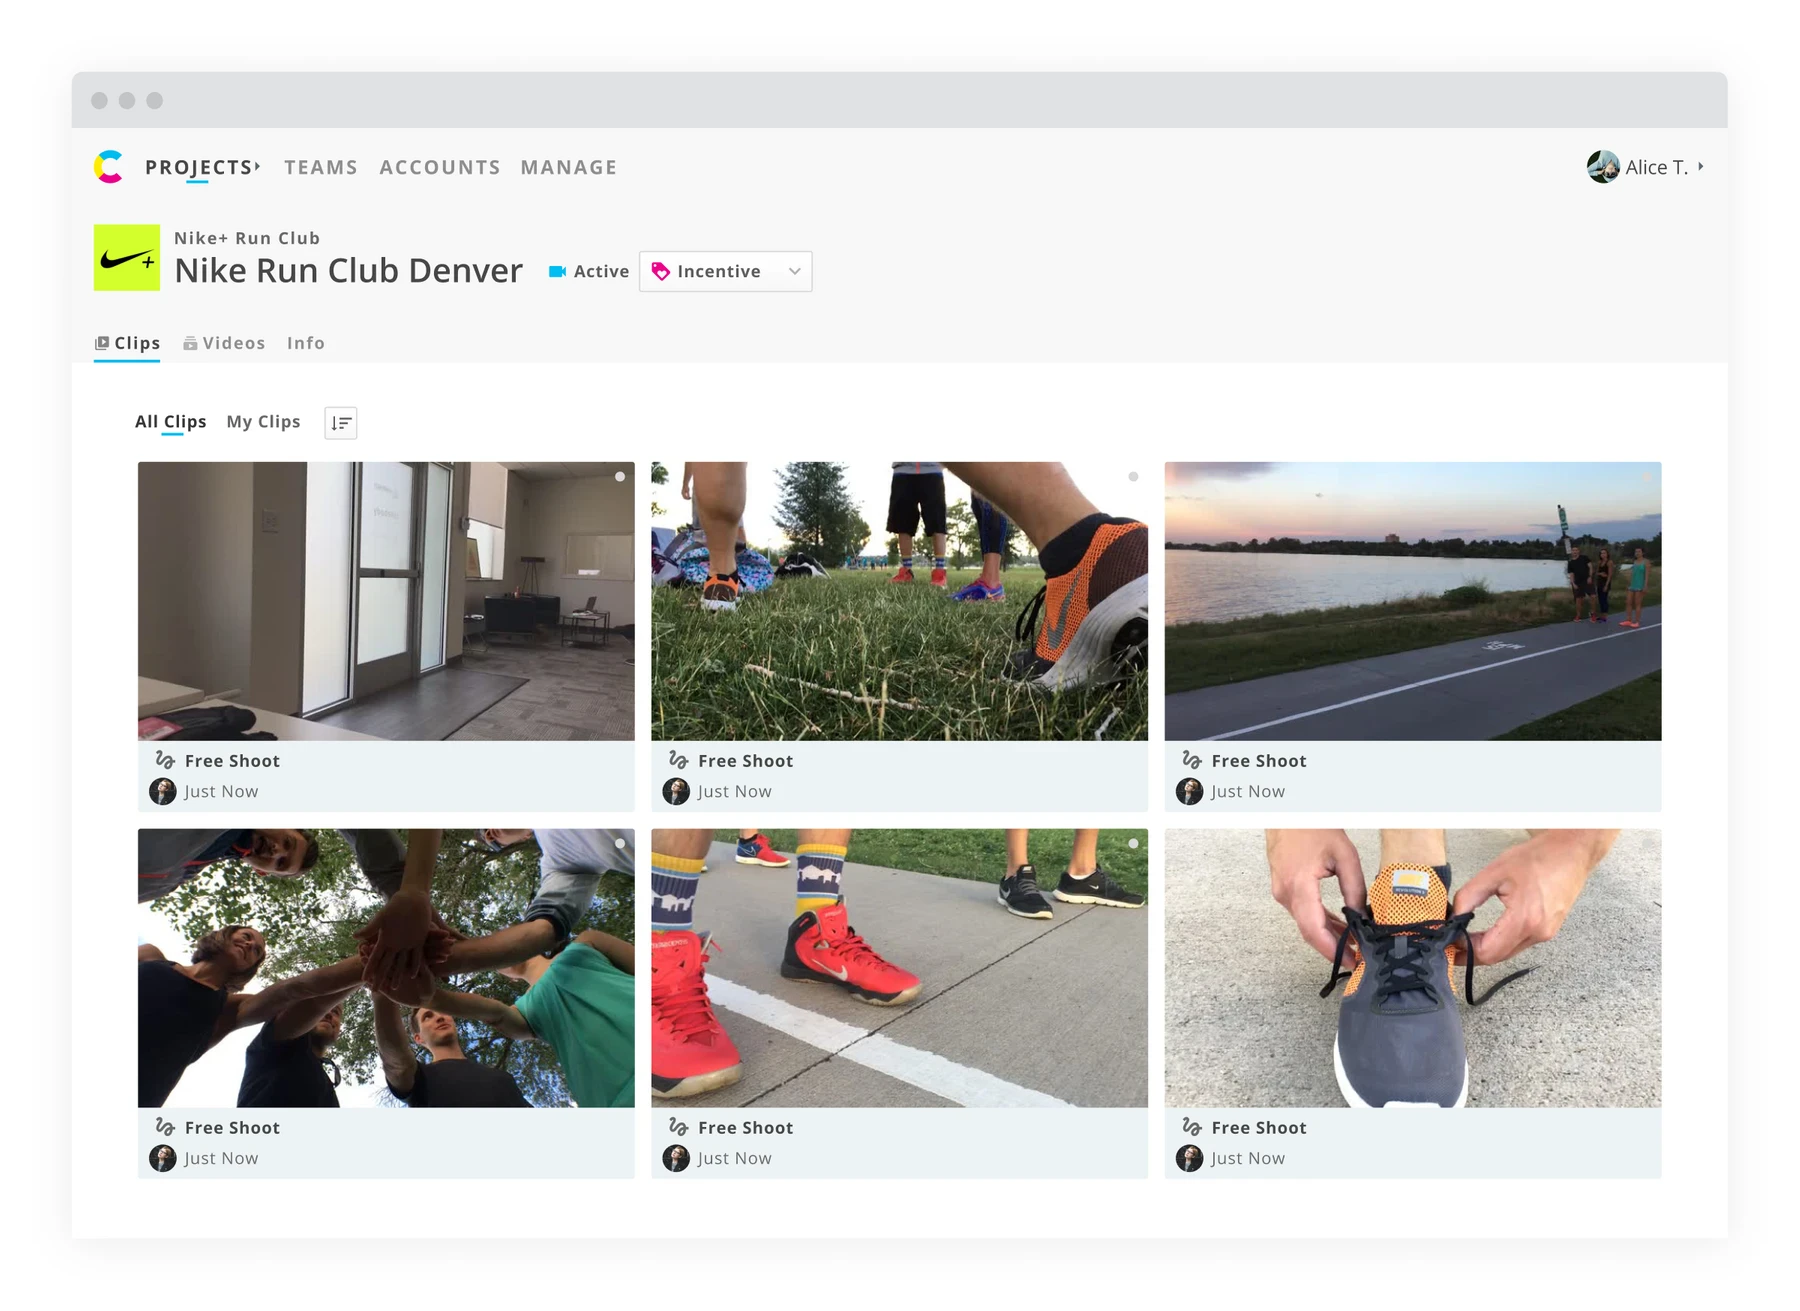 PROJECTS TEAMS ACCOUNTS MANAGE
Alice T.
Nike+ Run Club
Nike Run Club Denver Active Incentive
Clips Videos Info
All Clips My Clips
Free Shoot Free Shoot Free Shoot
Just Now Just Now Just Now
Free Shoot Free Shoot Free Shoot
Just Now Just Now Just Now